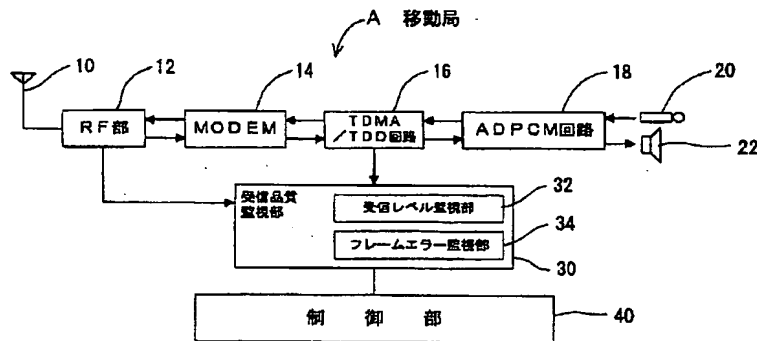 A 移動局
10
12
14
16
18
20
RF部
MODEM
TDMA
/TDD回路
ADPCM回路
22
受信品質
監視部
受信レベル監視部
32
フレームエラー監視部
34
30
制御部
40